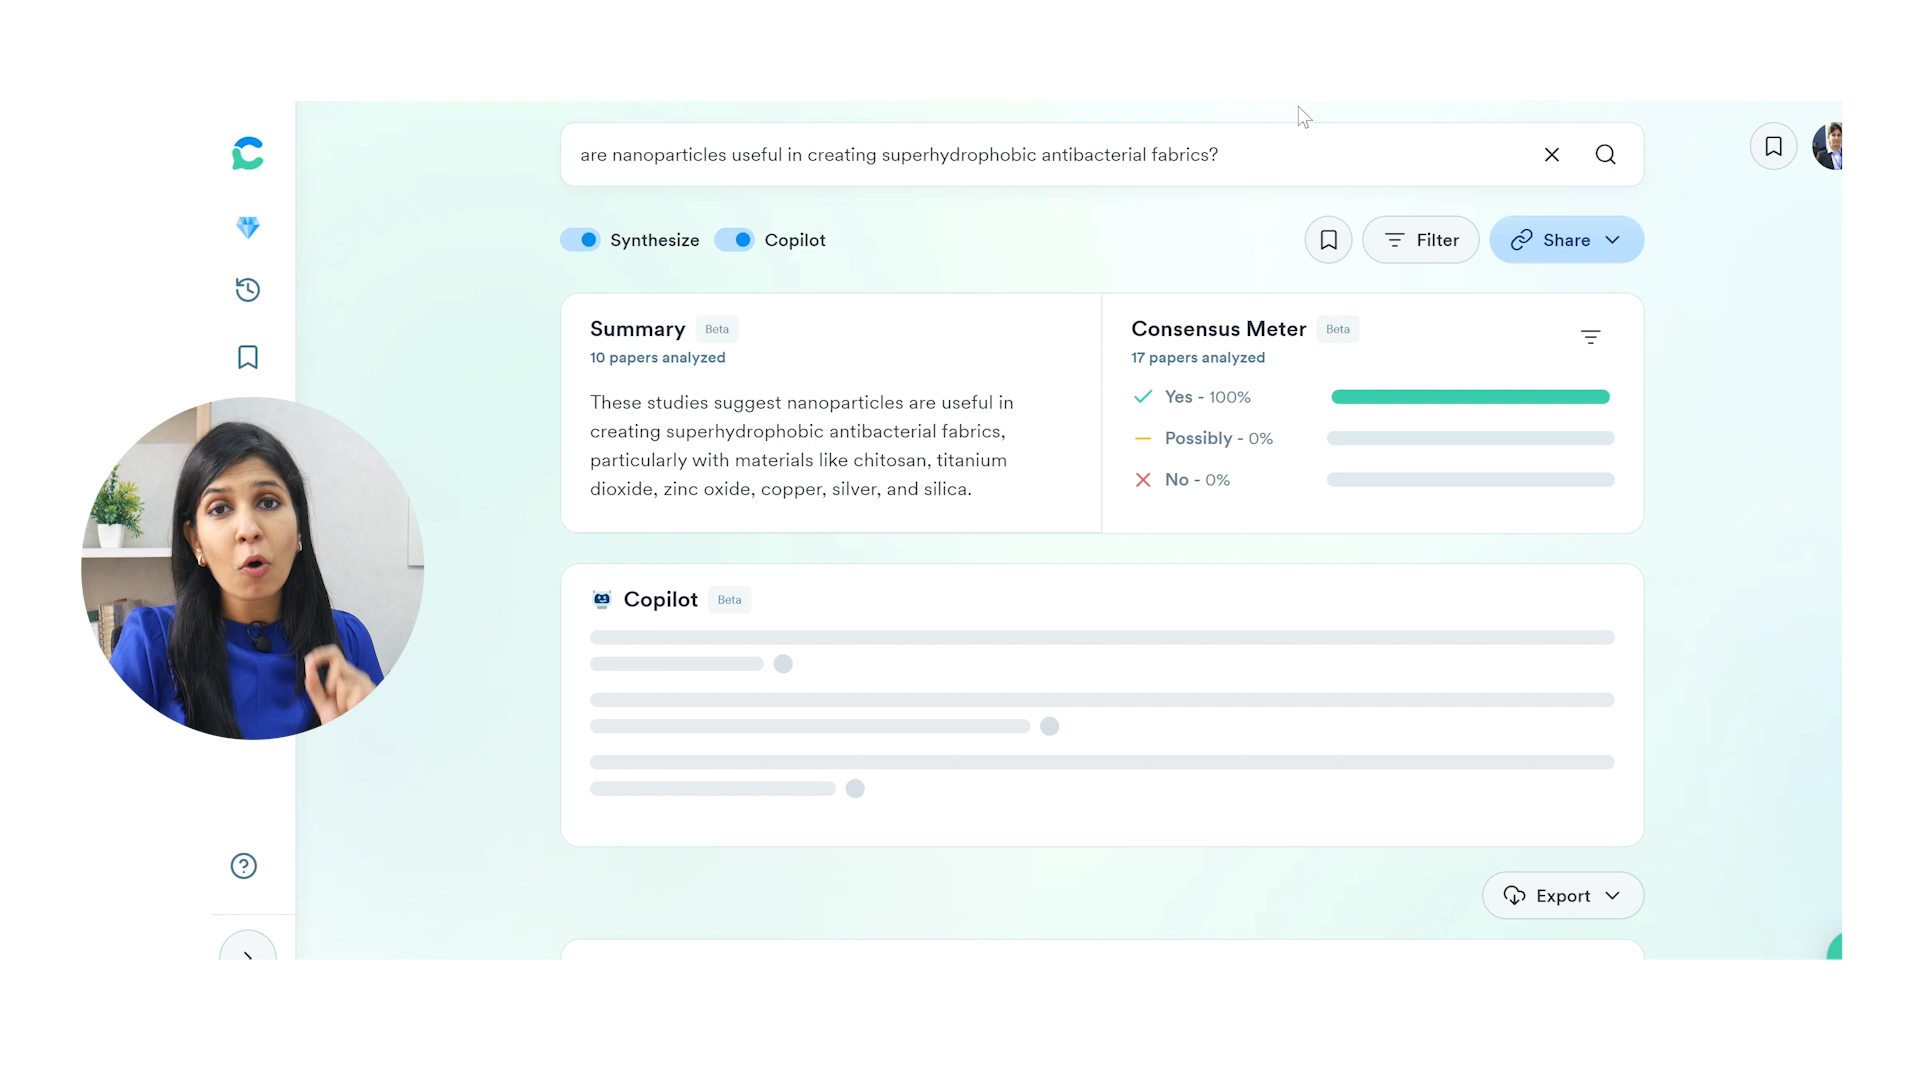 are nanoparticles useful in creating superhydrophobic antibacterial fabrics?
Synthesize
Copilot
Filter
Share
Summary Beta
10 papers analyzed
These studies suggest nanoparticles are useful in
creating superhydrophobic antibacterial fabrics,
particularly with materials like chitosan, titanium
dioxide, zinc oxide, copper, silver, and silica.
Consensus Meter Beta
17 papers analyzed
Yes - 100%
Possibly - 0%
No - 0%
Copilot Beta
Export